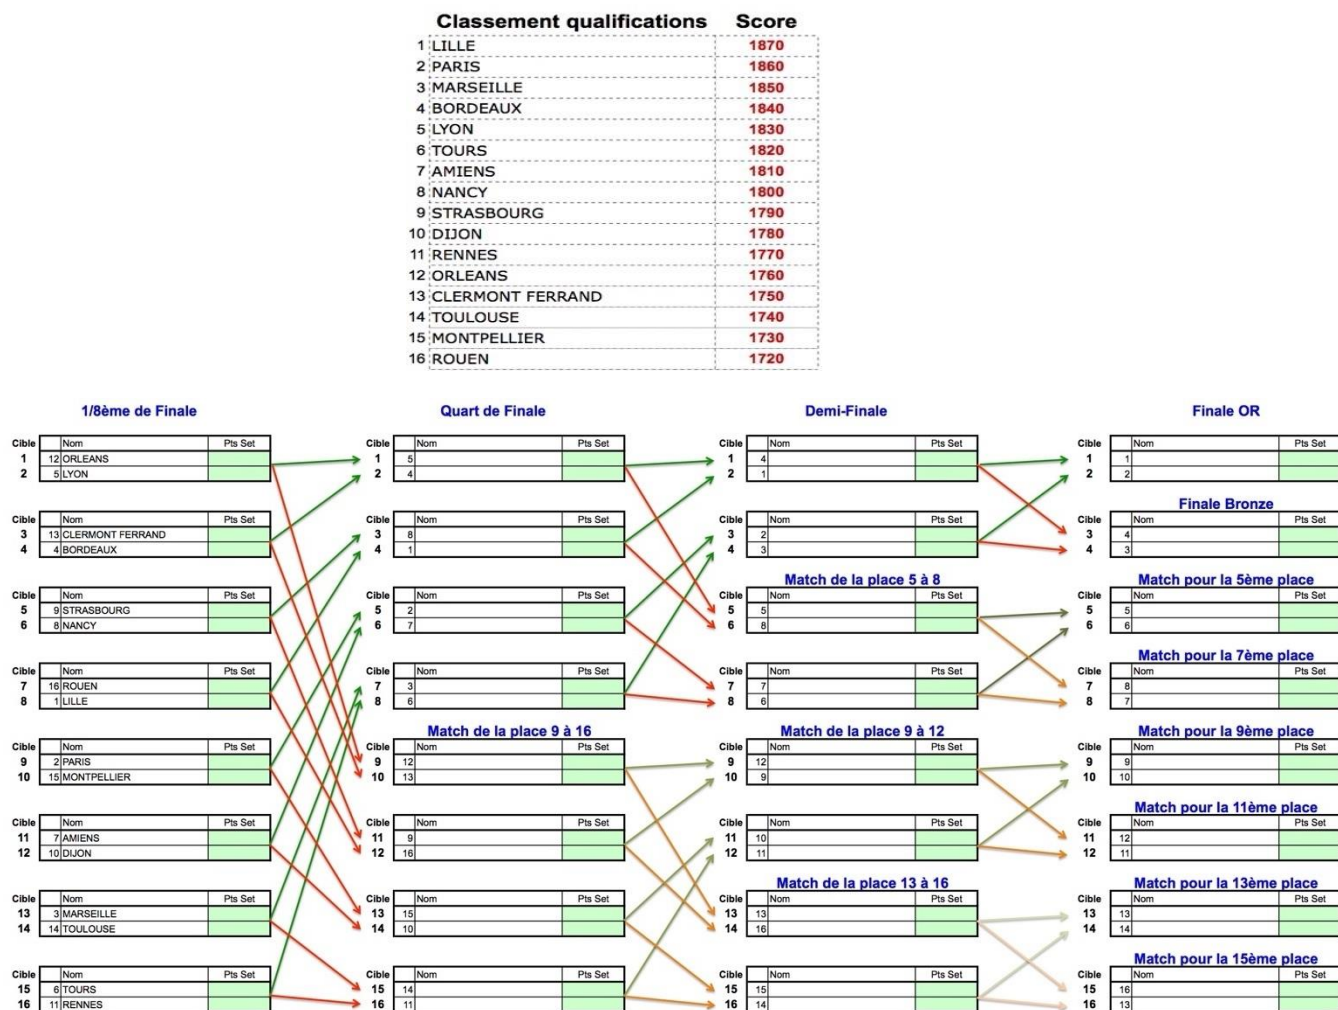 Classement qualifications Score
1 LILLE 1870
2 PARIS 1860
3 MARSEILLE 1850
4 BORDEAUX 1840
5 LYON 1830
6 TOURS 1820
7 AMIENS 1810
8 NANCY 1800
9 STRASBOURG 1790
10 DIJON 1780
11 RENNES 1770
12 ORLEANS 1760
13 CLERMONT FERRAND 1750
14 TOULOUSE 1740
15 MONTPELLIER 1730
16 ROUEN 1720
1/8ème de Finale Quart de Finale Demi-Finale Finale OR
Cible Nom Pts Set Cible Nom Pts Set Cible Nom Pts Set Cible Nom Pts Set
1 12 ORLEANS 1 5 1 4 1 1
2 5 LYON 2 4 2 1 2 2
Finale Bronze
Cible Nom Pts Set Cible Nom Pts Set Cible Nom Pts Set Cible Nom Pts Set
3 13 CLERMONT FERRAND 3 8 3 2 3 4
4 4 BORDEAUX 4 1 4 3 4 3
Match de la place 5 à 8 Match pour la 5ème place
Cible Nom Pts Set Cible Nom Pts Set Cible Nom Pts Set Cible Nom Pts Set
5 9 STRASBOURG 5 2 5 5 5 5
6 8 NANCY 6 7 6 8 6 6
Match pour la 7ème place
Cible Nom Pts Set Cible Nom Pts Set Cible Nom Pts Set Cible Nom Pts Set
7 16 ROUEN 7 3 7 7 7 8
8 1 LILLE 8 6 8 6 8 7
Match de la place 9 à 16 Match de la place 9 à 12 Match pour la 9ème place
Cible Nom Pts Set Cible Nom Pts Set Cible Nom Pts Set Cible Nom Pts Set
9 2 PARIS 9 12 9 12 9 9
10 15 MONTPELLIER 10 13 10 9 10 10
Match pour la 11ème place
Cible Nom Pts Set Cible Nom Pts Set Cible Nom Pts Set Cible Nom Pts Set
11 7 AMIENS 11 9 11 10 11 12
12 10 DIJON 12 16 12 11 12 11
Match de la place 13 à 16 Match pour la 13ème place
Cible Nom Pts Set Cible Nom Pts Set Cible Nom Pts Set Cible Nom Pts Set
13 3 MARSEILLE 13 15 13 13 13 13
14 14 TOULOUSE 14 10 14 16 14 14
Match pour la 15ème place
Cible Nom Pts Set Cible Nom Pts Set Cible Nom Pts Set Cible Nom Pts Set
15 6 TOURS 15 14 15 15 15 16
16 11 RENNES 16 11 16 14 16 13